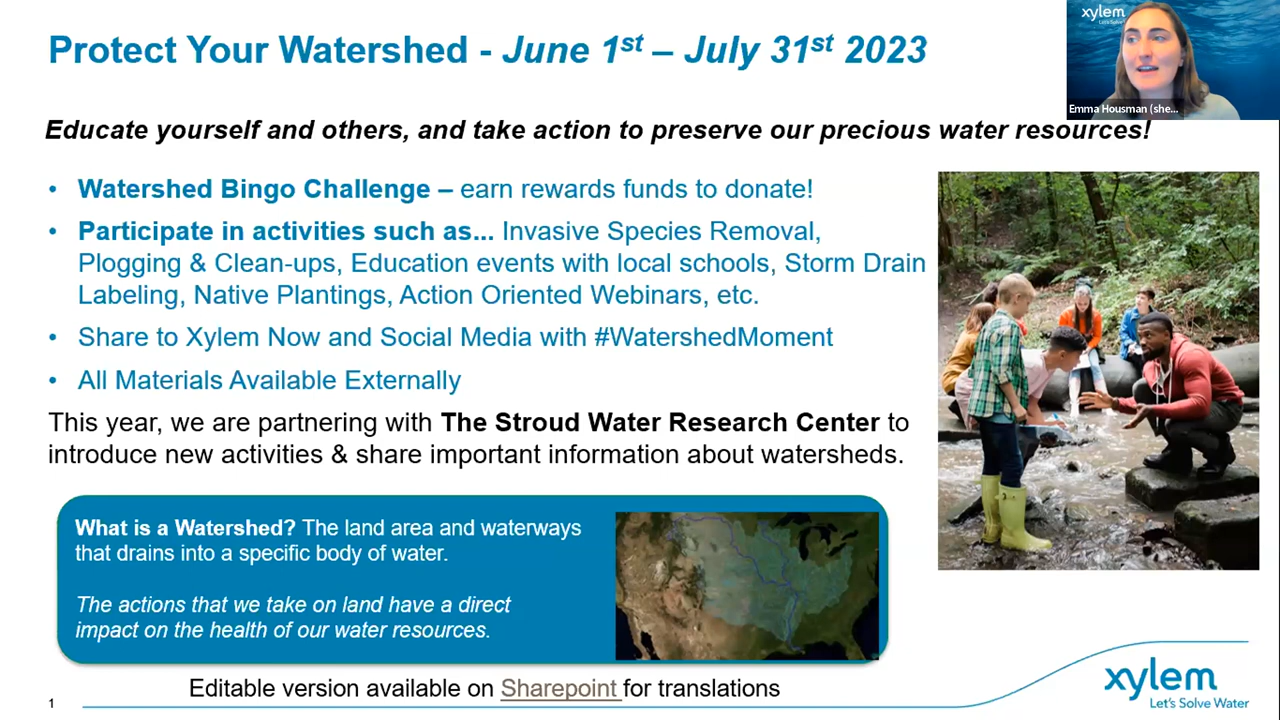 Protect Your Watershed - June 1st – July 31st 2023
xylem
Let's Solve Water
Emma Housman (she...
Educate yourself and others, and take action to preserve our precious water resources!
• Watershed Bingo Challenge – earn rewards funds to donate!
• Participate in activities such as... Invasive Species Removal,
Plogging & Clean-ups, Education events with local schools, Storm Drain
Labeling, Native Plantings, Action Oriented Webinars, etc.
• Share to Xylem Now and Social Media with #WatershedMoment
• All Materials Available Externally
This year, we are partnering with The Stroud Water Research Center to
introduce new activities & share important information about watersheds.
What is a Watershed? The land area and waterways
that drains into a specific body of water.
The actions that we take on land have a direct
impact on the health of our water resources.
Editable version available on Sharepoint for translations
1
xylem
Let's Solve Water